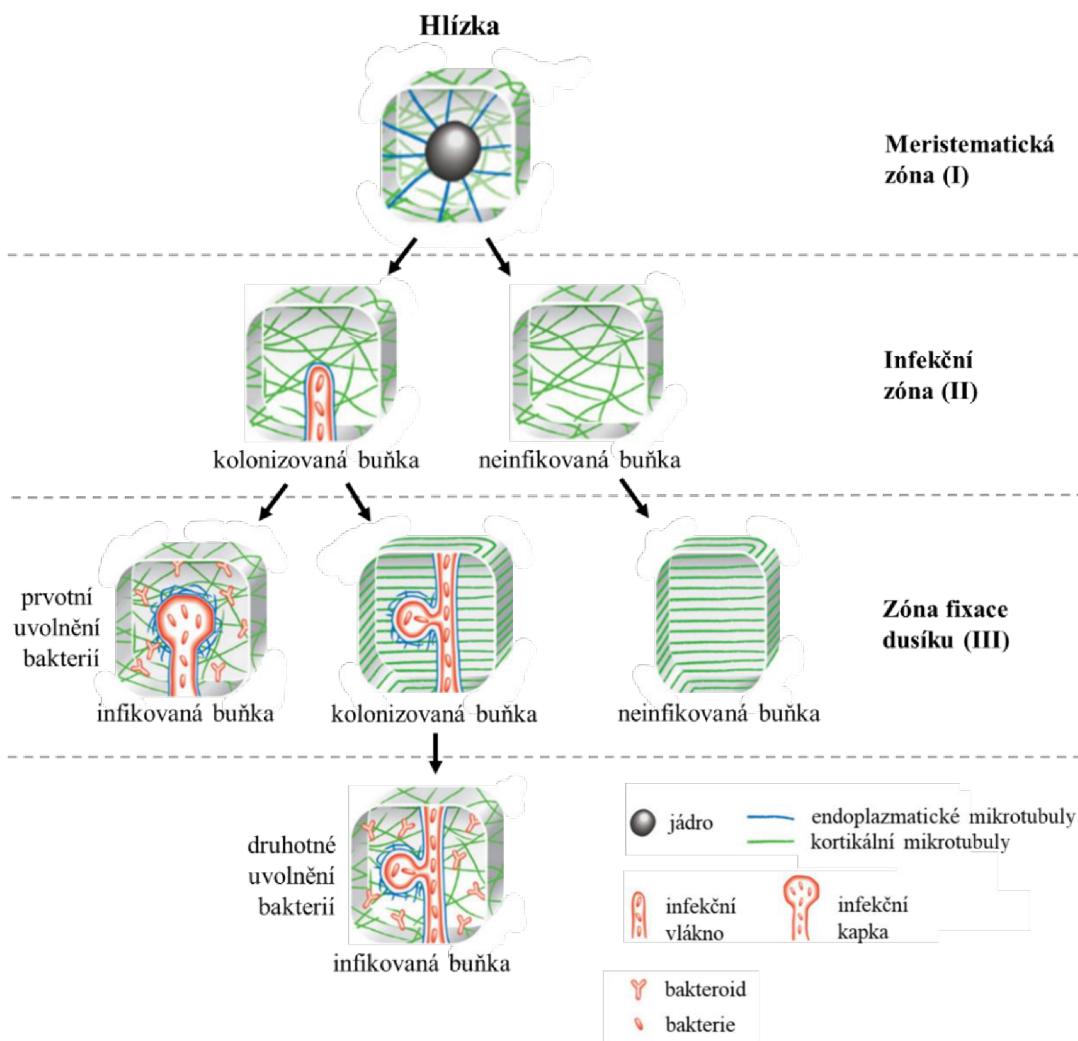 Hlízka
Meristematická
zóna (I)
Infekční
zóna (II)
kolonizovaná buňka
neinfikovaná buňka
prvotní
uvolnění
bakterií
Zóna fixace
dusíku (III)
infikovaná buňka
kolonizovaná buňka
neinfikovaná buňka
druhotné
uvolnění
bakterií
infikovaná buňka
jádro
endoplazmatické mikrotubuly
kortikální mikrotubuly
infekční
vlákno
infekční
kapka
bakteroid
bakterie